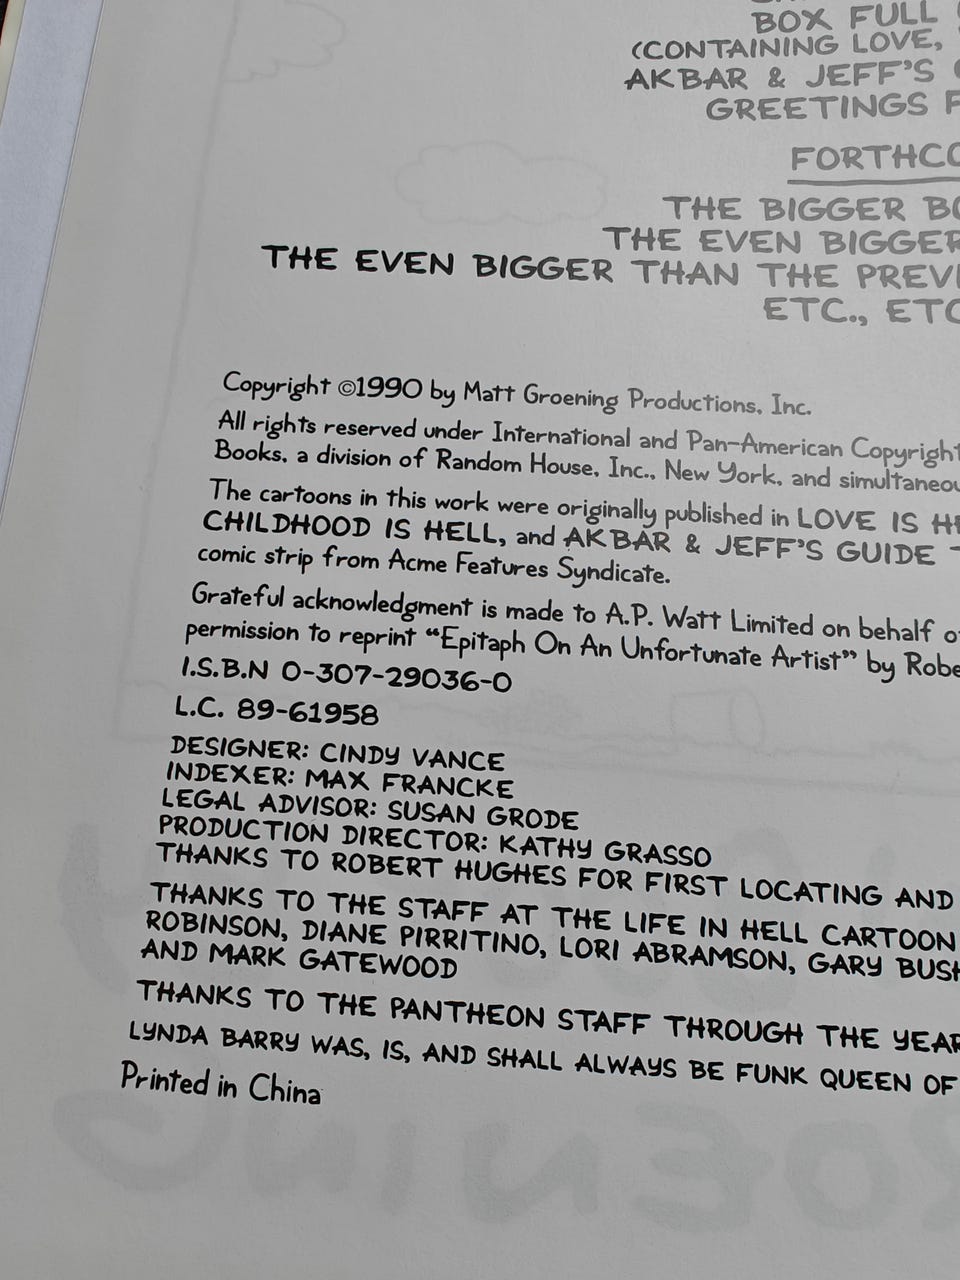 BOX FULL
(CONTAINING LOVE,
AKBAR & JEFF'S
GREETINGS
FORTHCO
THE BIGGER BO
THE EVEN BIGGER
THE EVEN BIGGER THAN THE PREVI
ETC., ETC
Copyright ©1990 by Matt Groening Productions, Inc.
All rights reserved under International and Pan-American Copyright
Books, a division of Random House, Inc., New York, and simultaneou
The cartoons in this work were originally published in LOVE IS HE
CHILDHOOD IS HELL, and AKBAR & JEFF'S GUIDE
comic strip from Acme Features Syndicate.
Grateful acknowledgment is made to A.P. Watt Limited on behalf o
permission to reprint “Epitaph On An Unfortunate Artist” by Robe
I.S.B.N 0-307-29036-0
L.C. 89-61958
DESIGNER: CINDY VANCE
INDEXER: MAX FRANCKE
LEGAL ADVISOR: SUSAN GRODE
PRODUCTION DIRECTOR: KATHY GRASSO
THANKS TO ROBERT HUGHES FOR FIRST LOCATING AND
THANKS TO THE STAFF AT THE LIFE IN HELL CARTOON
ROBINSON, DIANE PIRRITINO, LORI ABRAMSON, GARY BUSH
AND MARK GATEWOOD
THANKS TO THE PANTHEON STAFF THROUGH THE YEAR
LYNDA BARRY WAS, IS, AND SHALL ALWAYS BE FUNK QUEEN OF
Printed in China